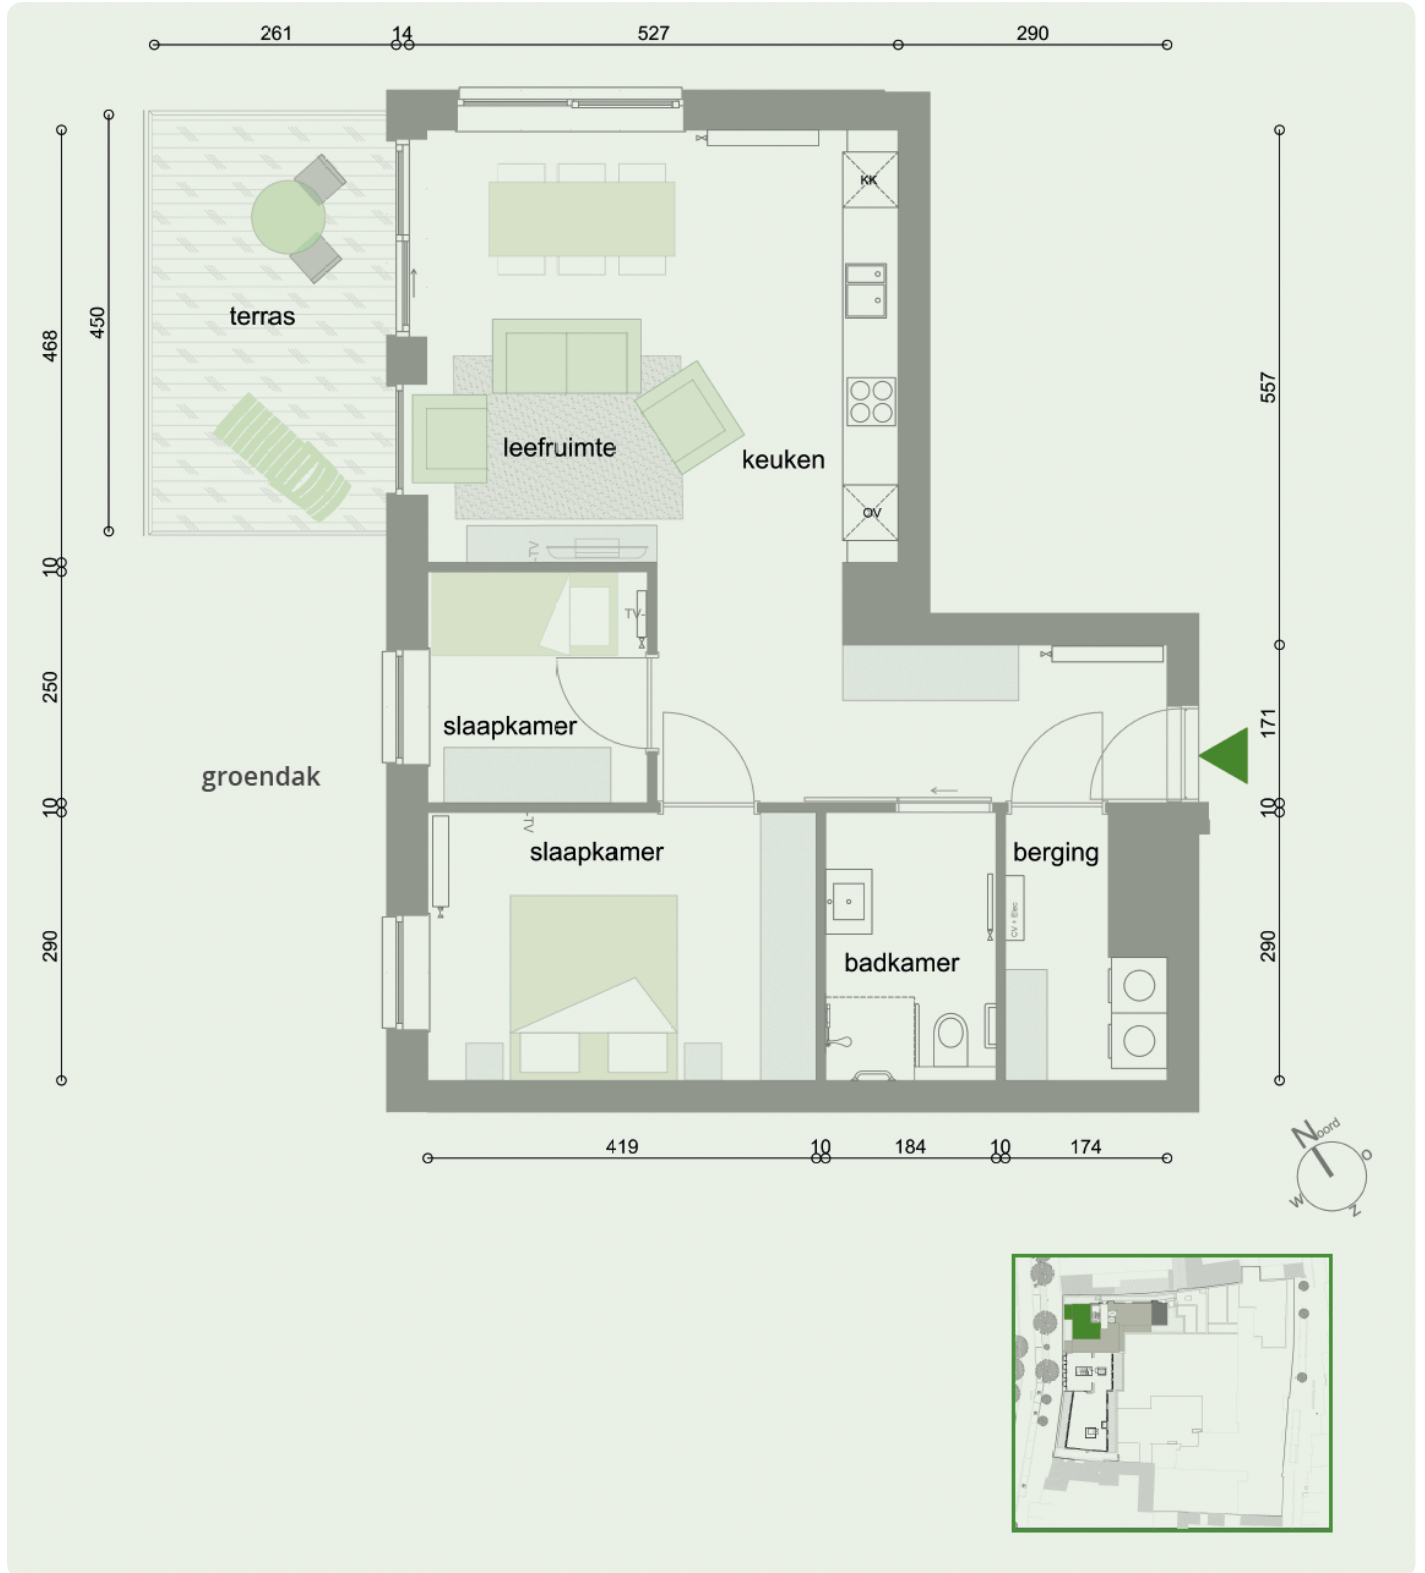 261
14
527
290
KK
450
468
terras
557
leefruimte
keuken
OV
TV
10
TV
250
slaapkamer
171
groendak
10
10
TV
slaapkamer
berging
CV + Elec
290
badkamer
290
419
10
184
10
174
Noord
O
W
Z